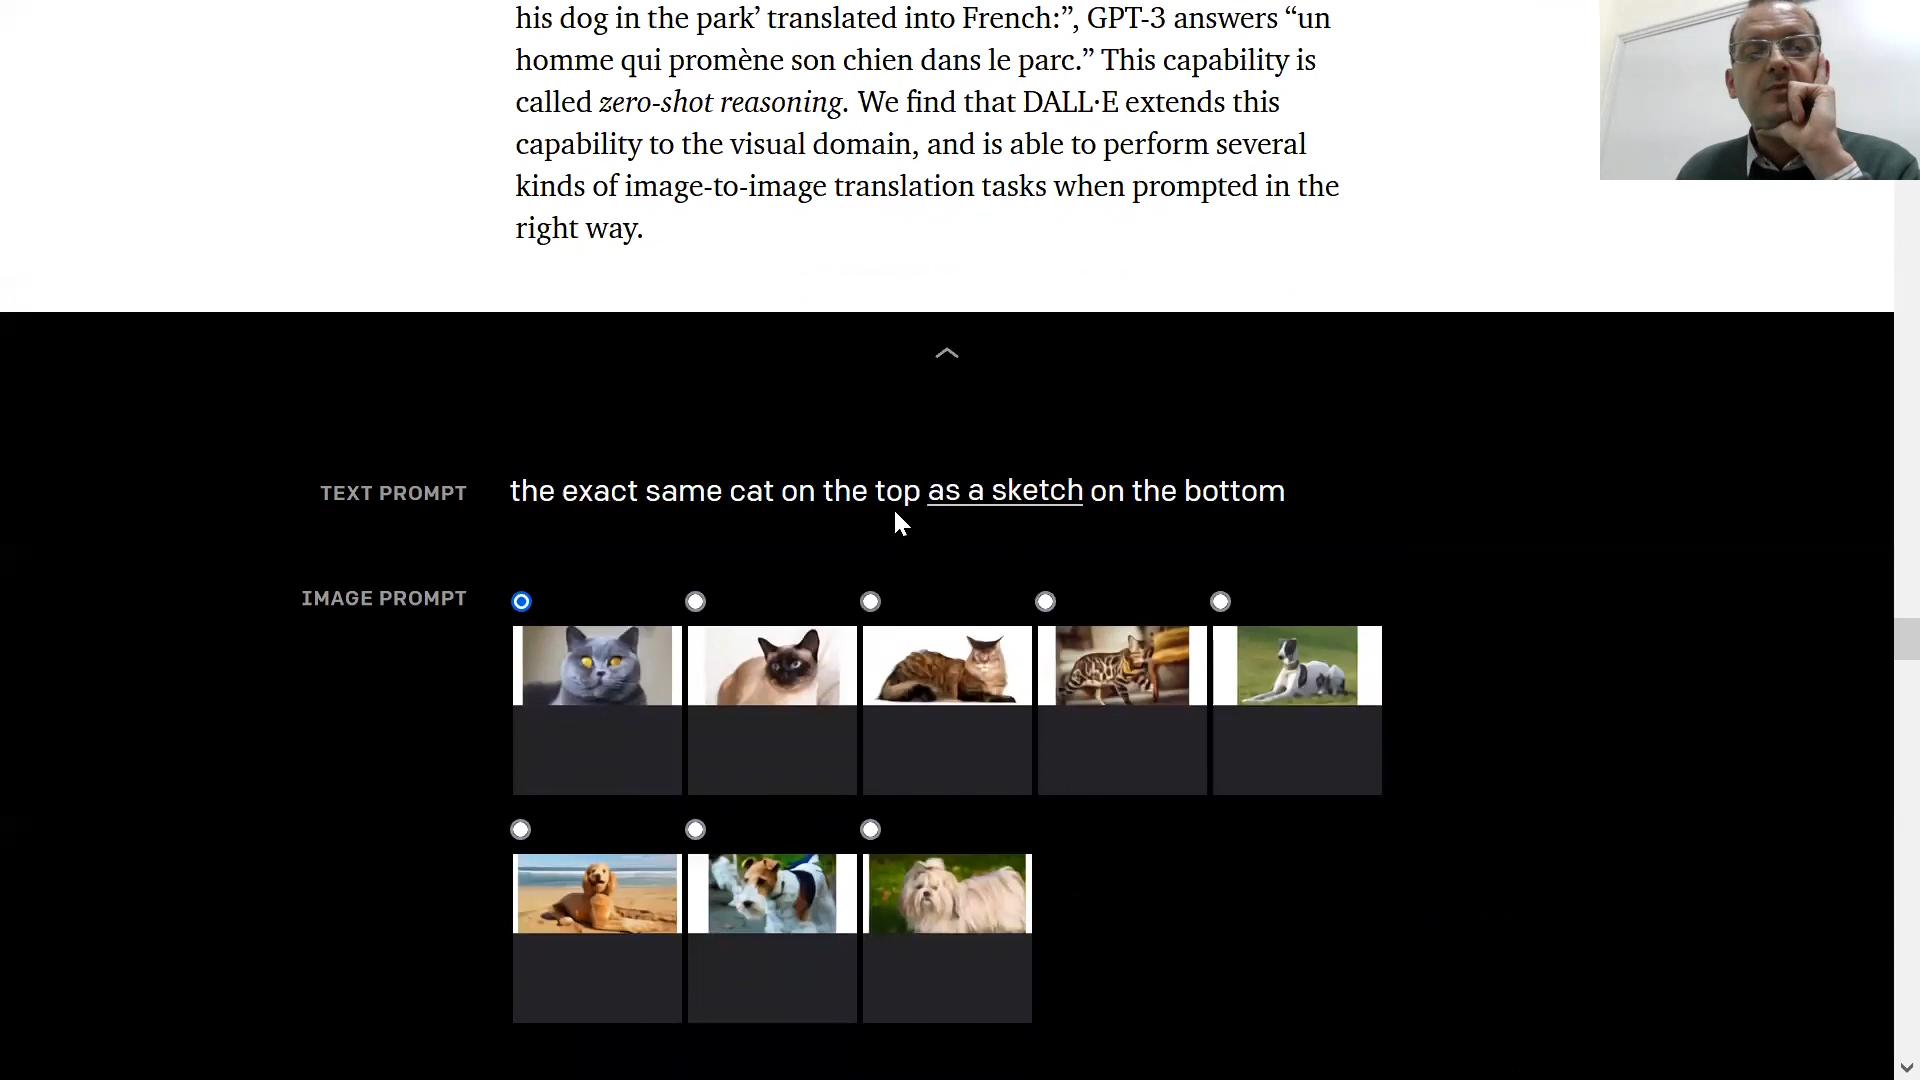 his dog in the park’ translated into French:”, GPT-3 answers “un
homme qui promène son chien dans le parc.” This capability is
called zero-shot reasoning. We find that DALL·E extends this
capability to the visual domain, and is able to perform several
kinds of image-to-image translation tasks when prompted in the
right way.
TEXT PROMPT
the exact same cat on the top as a sketch on the bottom
IMAGE PROMPT